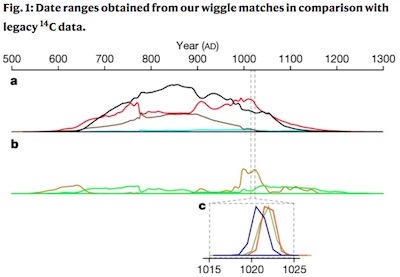 Fig. 1: Date ranges obtained from our wiggle matches in comparison with
legacy ¹⁴C data.
Year (AD)
500 600 700 800 900 1000 1100 1200 1300
a
b
c
1015 1020 1025